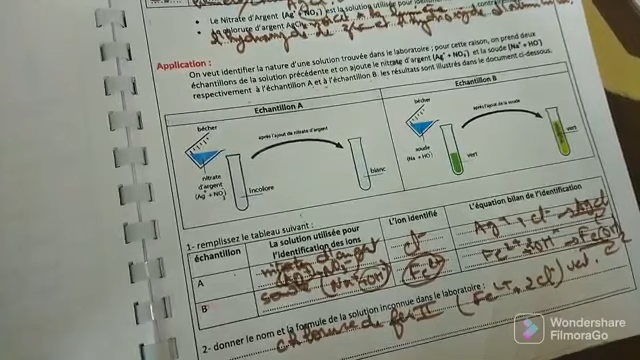 Le Nitrate d'Argent (Ag⁺ NO₃⁻) est la solution utilisée pour
chlorure d'argent AgCl
Application :
On veut identifier la nature d'une solution trouvée dans le laboratoire ; pour cette raison, on prend deux
échantillons de la solution précédente et on ajoute le nitrate d'argent (Ag⁺ + NO₃⁻) et la soude (Na⁺ + HO⁻)
respectivement à l'échantillon A et à l'échantillon B. les résultats sont illustrés dans le document ci-dessous.
Echantillon A
Echantillon B
bécher
après l'ajout de nitrate d'argent
nitrate
d'argent
(Ag⁺ + NO₃⁻)
Incolore
blanc
bécher
après l'ajout de la soude
soude
(Na⁺ + HO⁻)
vert
vert
1- remplissez le tableau suivant :
échantillon
La solution utilisée pour
l'identification des ions
L'ion identifié
L'équation bilan de l'identification
A
nitrate d'argent
Cl⁻
Ag⁺ + Cl⁻ → AgCl
B
soude (Na⁺ + OH⁻)
Fe²⁺
Fe²⁺ + 2OH⁻ → Fe(OH)₂
vert
2- donner le nom et la formule de la solution inconnue dans le laboratoire :
chlorure de fer II (Fe²⁺ + 2Cl⁻)
Wondershare
FilmoraGo